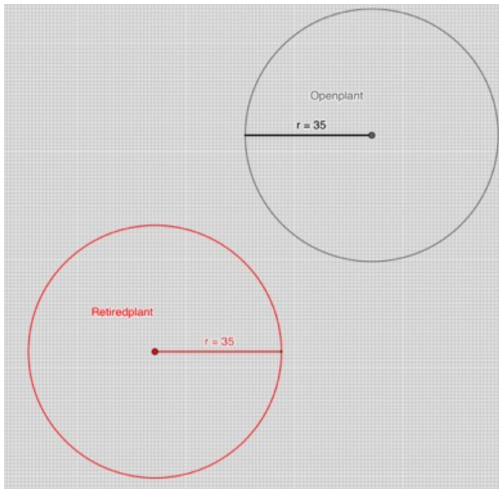 Openplant
r = 35
Retiredplant
r = 35